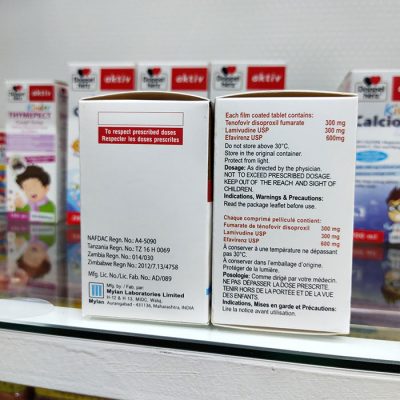 Doppel herz
aktiv
Kinder
THYMEPECT
aktiv
aktiv
Doppel herz
aktiv
Kinder
Calcio
To respect prescribed doses
Respecter les doses prescrites
NAFDAC Regn. No.: A4-5090
Tanzania Regn. No.: TZ 16 H 0069
Zambia Regn. No.: 014/030
Zimbabwe Regn. No.: 2012/7.13/4758
Mfg. Lic. No./Lic. Fab. No.: AD/089
Mfg. by / Fab. par
Mylan Laboratories Limited
H-12 & H 13, MIDC, Waluj,
Aurangabad - 431136, Maharashtra, INDIA
Mylan
Each film coated tablet contains:
Tenofovir disoproxil fumarate 300 mg
Lamivudine USP 300 mg
Efavirenz USP 600mg
Do not store above 30°C.
Store in the original container.
Protect from light.
Dosage: As directed by the physician.
NOT TO EXCEED PRESCRIBED DOSAGE.
KEEP OUT OF THE REACH AND SIGHT OF
CHILDREN.
Indications, Warnings & Precautions:
Read the package leaflet before use.
Chaque comprimé pelliculé contient:
Fumarate de ténofovir disoproxil 300 mg
Lamivudine USP 300 mg
Efavirenz USP 600 mg
À conserver à une température ne dépassant
pas 30°C.
À conserver dans l'emballage d'origine.
Protéger de la lumière.
Posologie: Comme dirigé par votre médecin.
NE PAS DÉPASSER LA DOSE PRESCRITE.
TENIR HORS DE LA PORTÉE ET DE LA VUE
DES ENFANTS.
Indications, Mises en garde et Précautions:
Lire la notice avant utilisation.